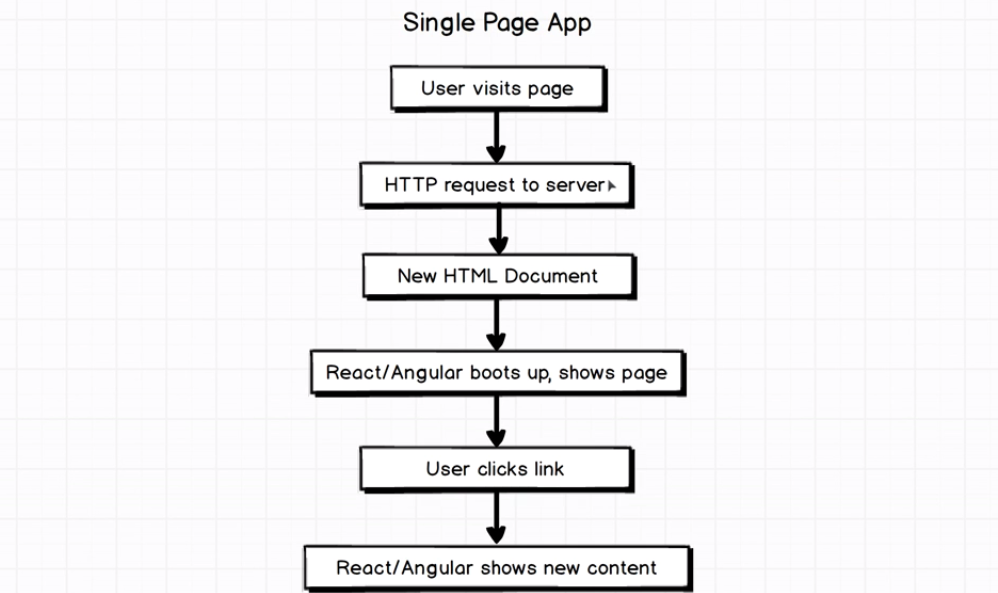 Single Page App
User visits page
HTTP request to server
New HTML Document
React/Angular boots up, shows page
User clicks link
React/Angular shows new content